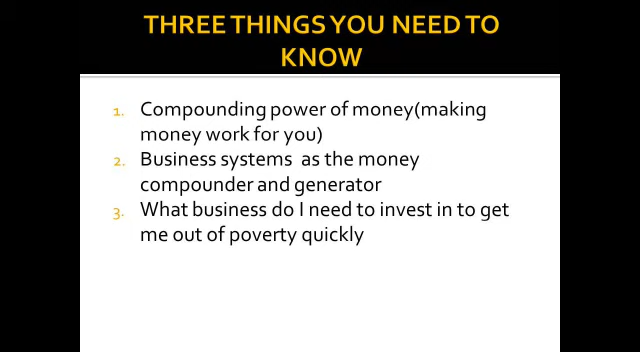 THREE THINGS YOU NEED TO
KNOW
1. Compounding power of money(making
money work for you)
2. Business systems as the money
compounder and generator
3. What business do I need to invest in to get
me out of poverty quickly